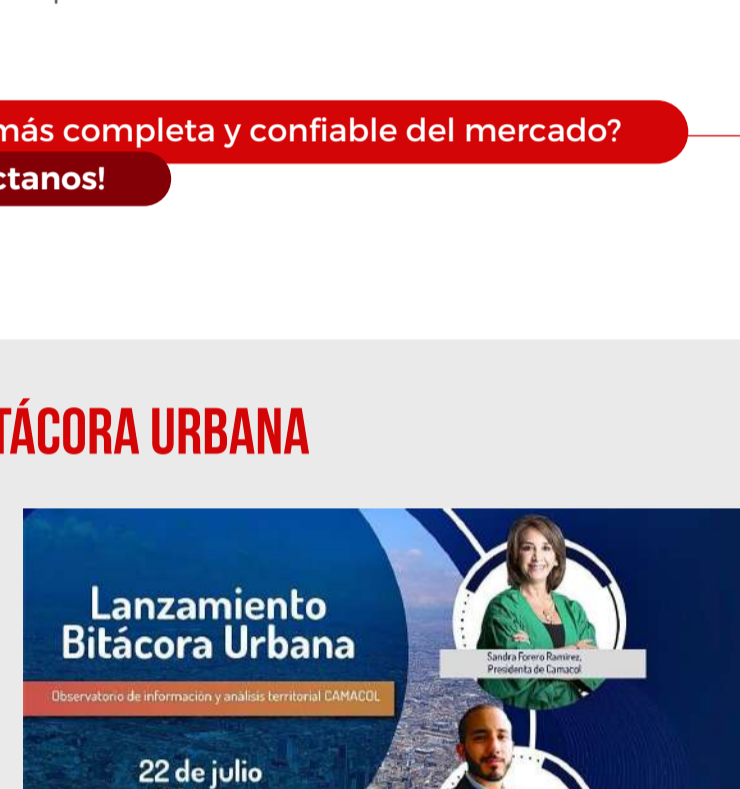 más completa y confiable del mercado?
ctanos!
TÁCORA URBANA
Lanzamiento
Bitácora Urbana
Observatorio de información y análisis territorial CAMACOL
22 de julio
Sandra Forero Ramírez,
Presidenta de Camacol